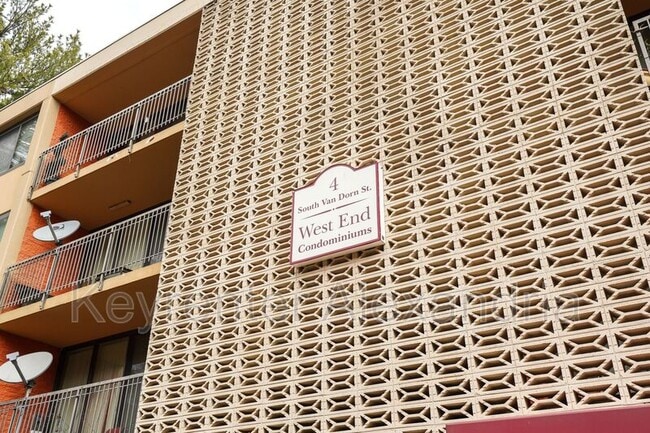 4
South Van Dorn St.
West End
Condominiums
Keyrenter Alexandria